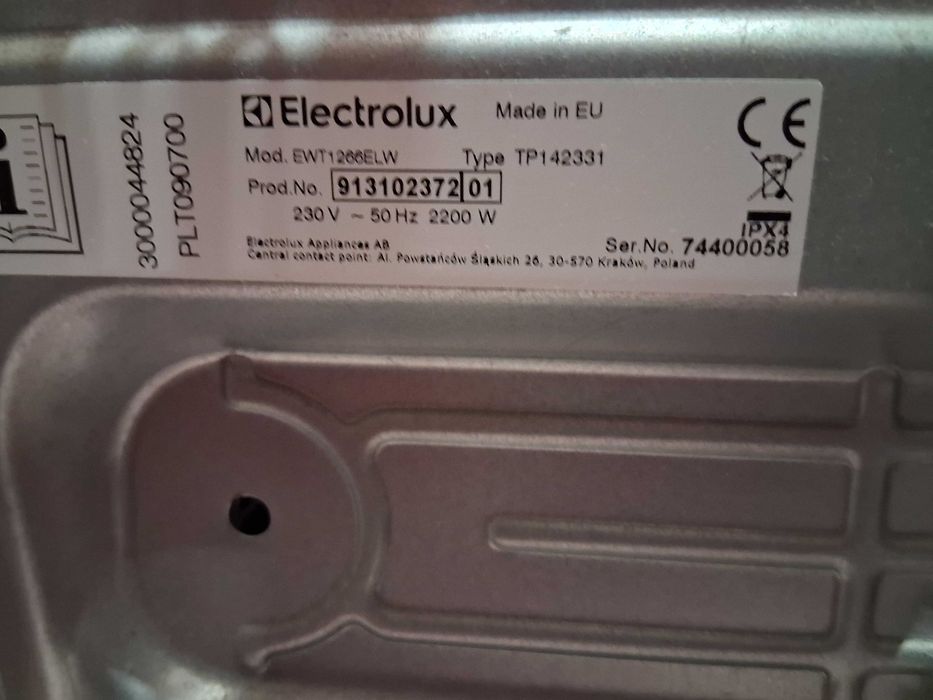 3000044824
PLT090700
Electrolux Made in EU
Mod. EWT1266ELW Type TP142331
Prod.No. 913102372 01
230 V ~ 50 Hz 2200 W
IPX4
Electrolux Appliances AB Ser.No. 74400058
Central contact point: Al. Powstańców Śląskich 26, 30-570 Kraków, Poland
CE
i